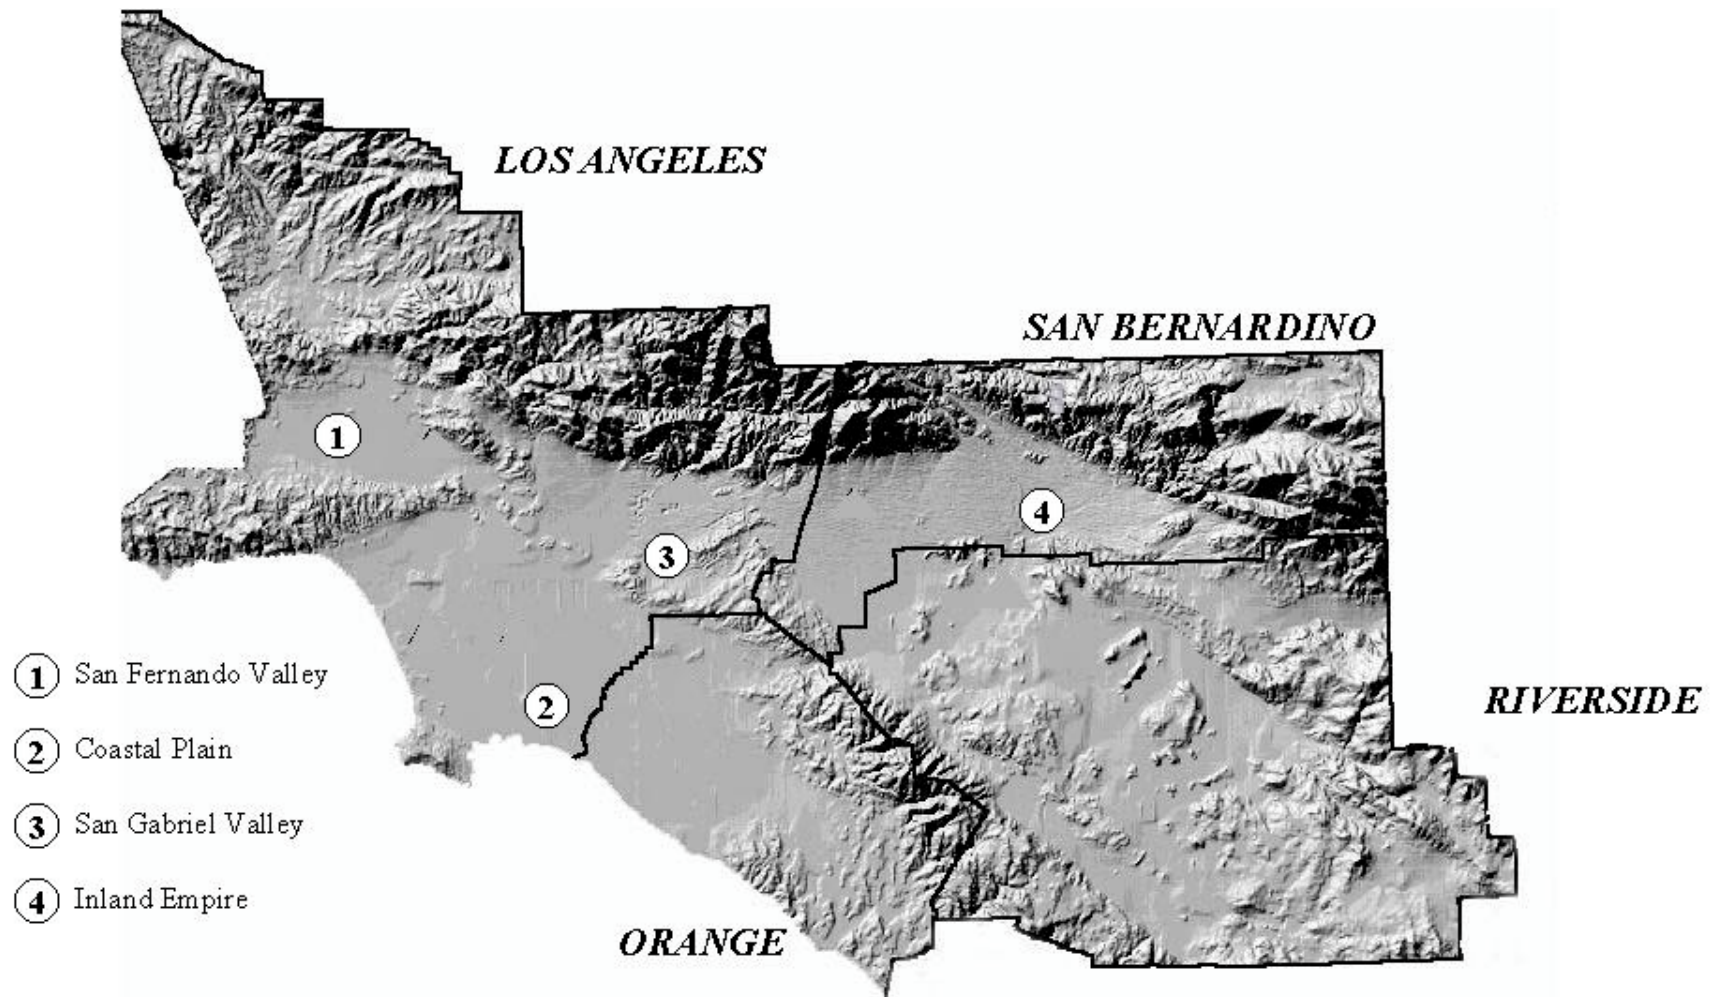 LOS ANGELES
SAN BERNARDINO
1
4
3
1 San Fernando Valley
2
RIVERSIDE
2 Coastal Plain
3 San Gabriel Valley
4 Inland Empire
ORANGE